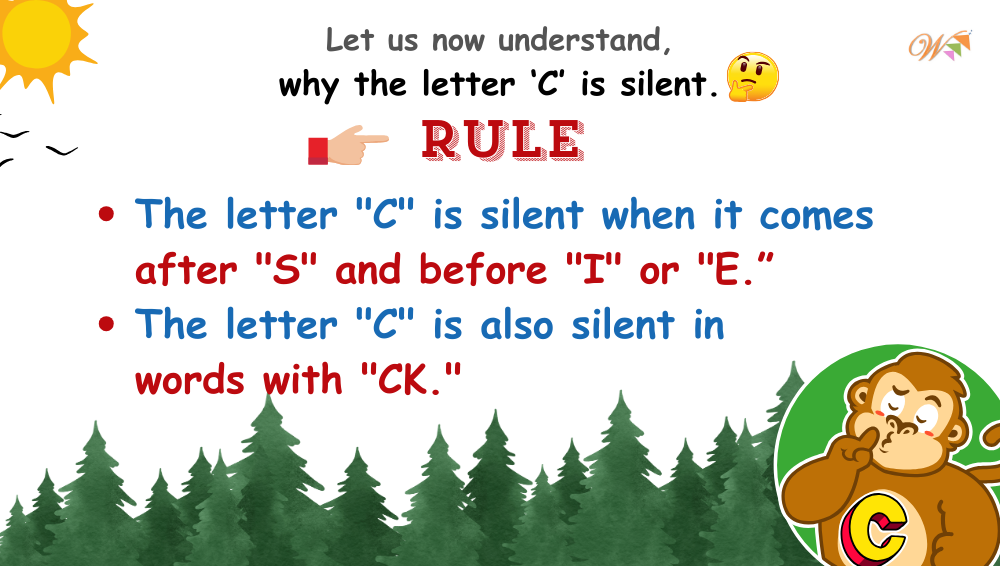 Let us now understand,
why the letter ‘C’ is silent.
RULE
• The letter "C" is silent when it comes
after "S" and before "I" or "E.”
• The letter "C" is also silent in
words with "CK."
W
C